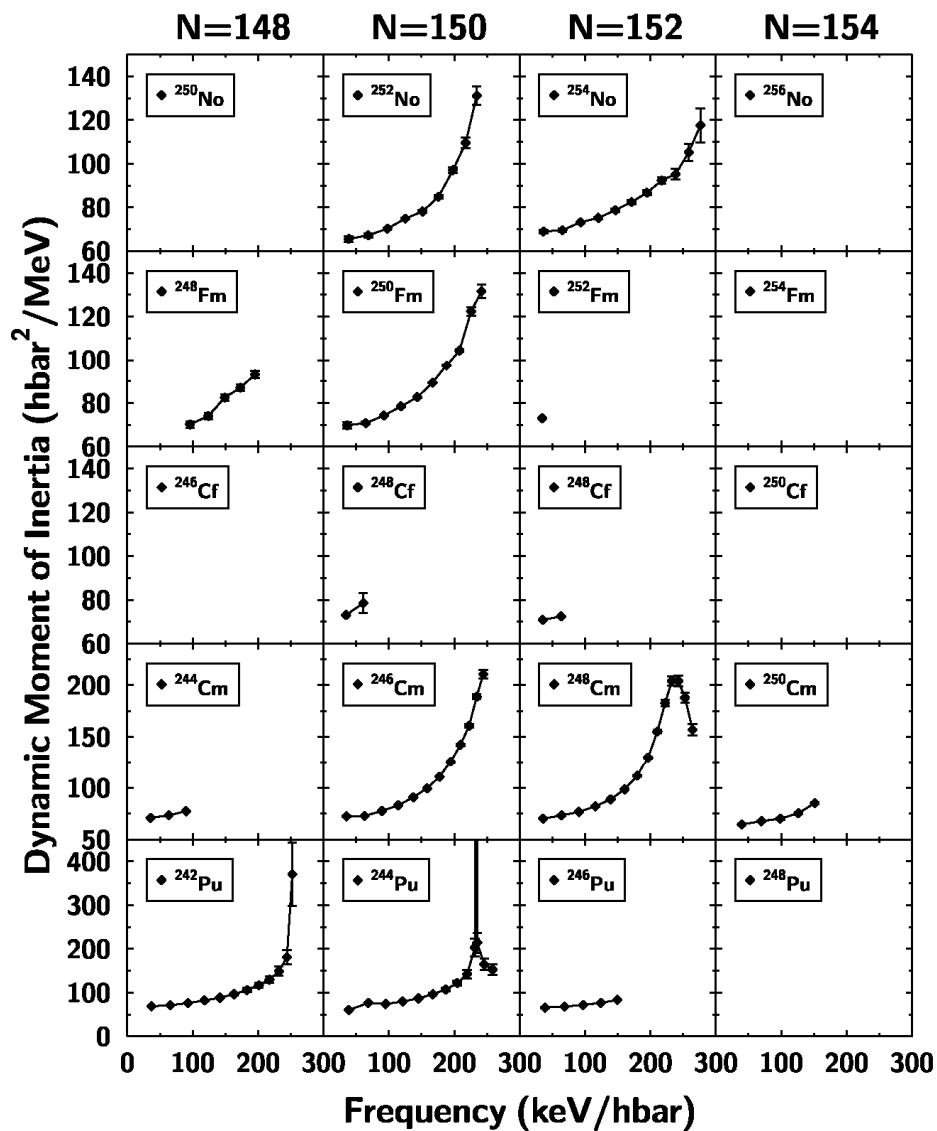 N=148 N=150 N=152 N=154
Dynamic Moment of Inertia (hbar²/MeV)
140
120
100
80
60
²⁵⁰No ²⁵²No ²⁵⁴No ²⁵⁶No
140
120
100
80
60
²⁴⁸Fm ²⁵⁰Fm ²⁵²Fm ²⁵⁴Fm
140
120
100
80
60
²⁴⁶Cf ²⁴⁸Cf ²⁴⁸Cf ²⁵⁰Cf
200
150
100
50
²⁴⁴Cm ²⁴⁶Cm ²⁴⁸Cm ²⁵⁰Cm
400
300
200
100
0
²⁴²Pu ²⁴⁴Pu ²⁴⁶Pu ²⁴⁸Pu
0 100 200 300 100 200 300 100 200 300 100 200 300
Frequency (keV/hbar)